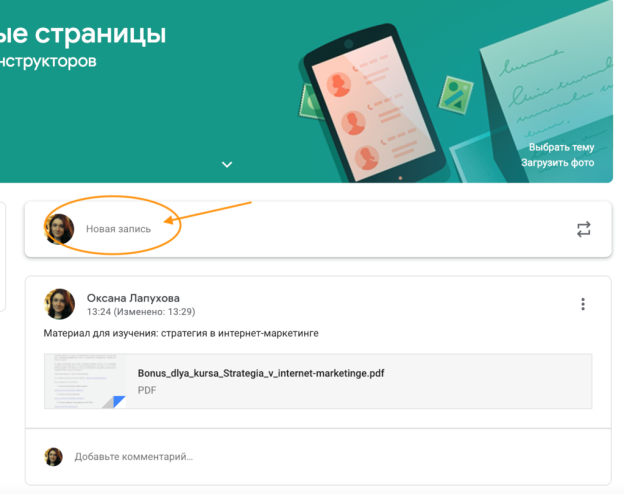 ые страницы
нструкторов
Выбрать тему
Загрузить фото
Новая запись
Оксана Лапухова
13:24 (Изменено: 13:29)
Материал для изучения: стратегия в интернет-маркетинге
Bonus_dlya_kursa_Strategia_v_internet-marketinge.pdf
PDF
Добавьте комментарий...